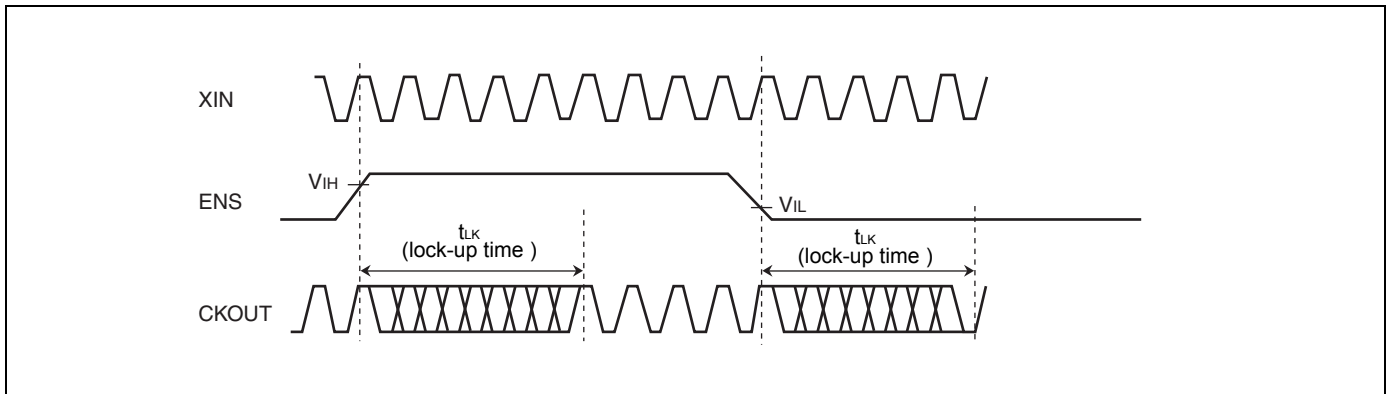 XIN
VIH
ENS
VIL
tLK
(lock-up time )
tLK
(lock-up time )
CKOUT